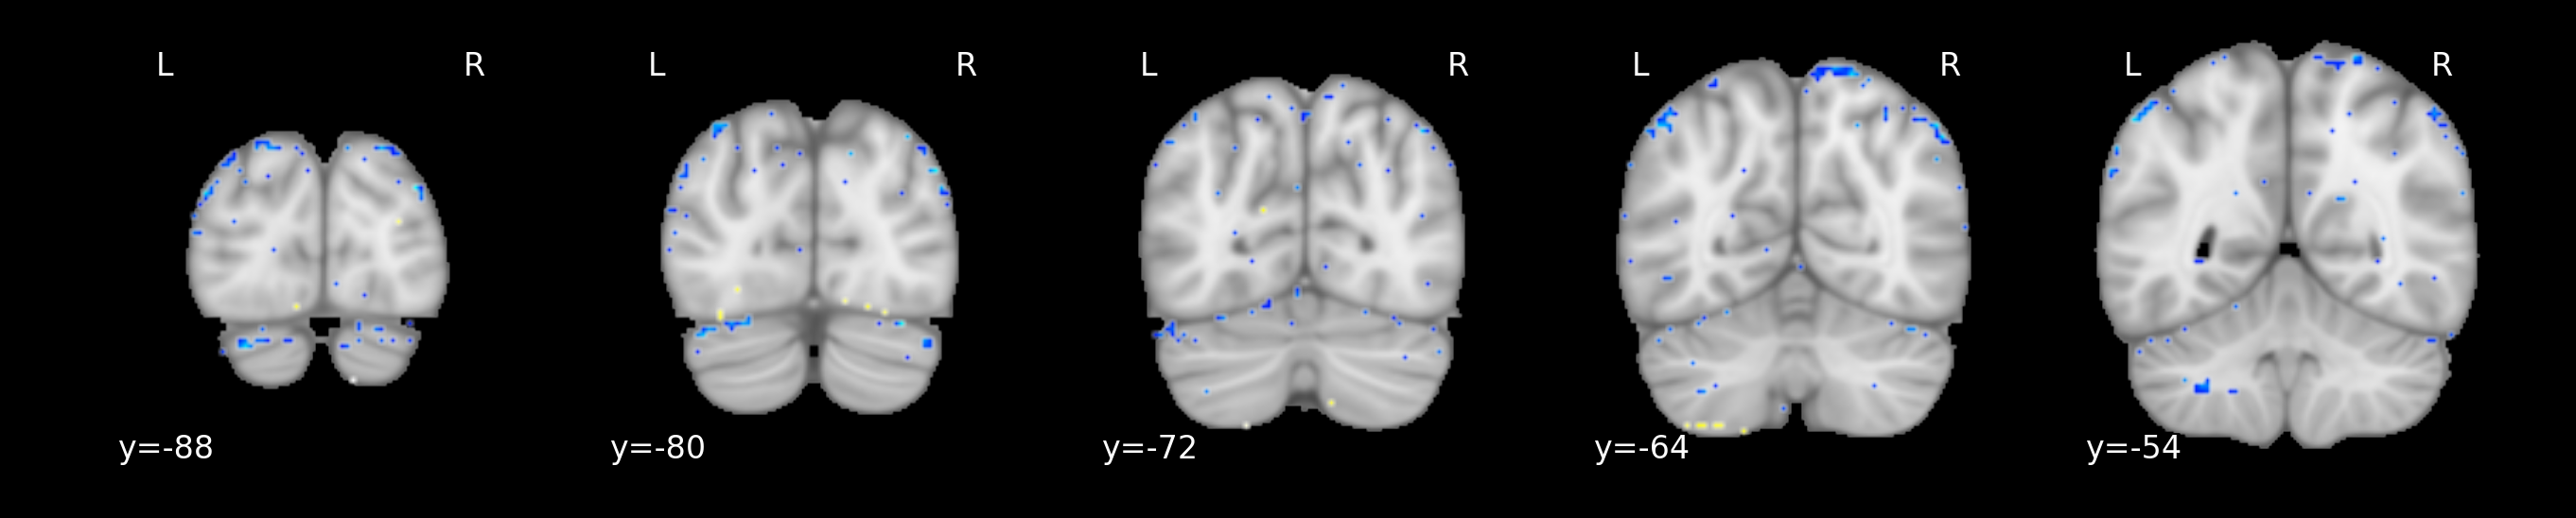 L R L R L R L R L R
y=-88 y=-80 y=-72 y=-64 y=-54